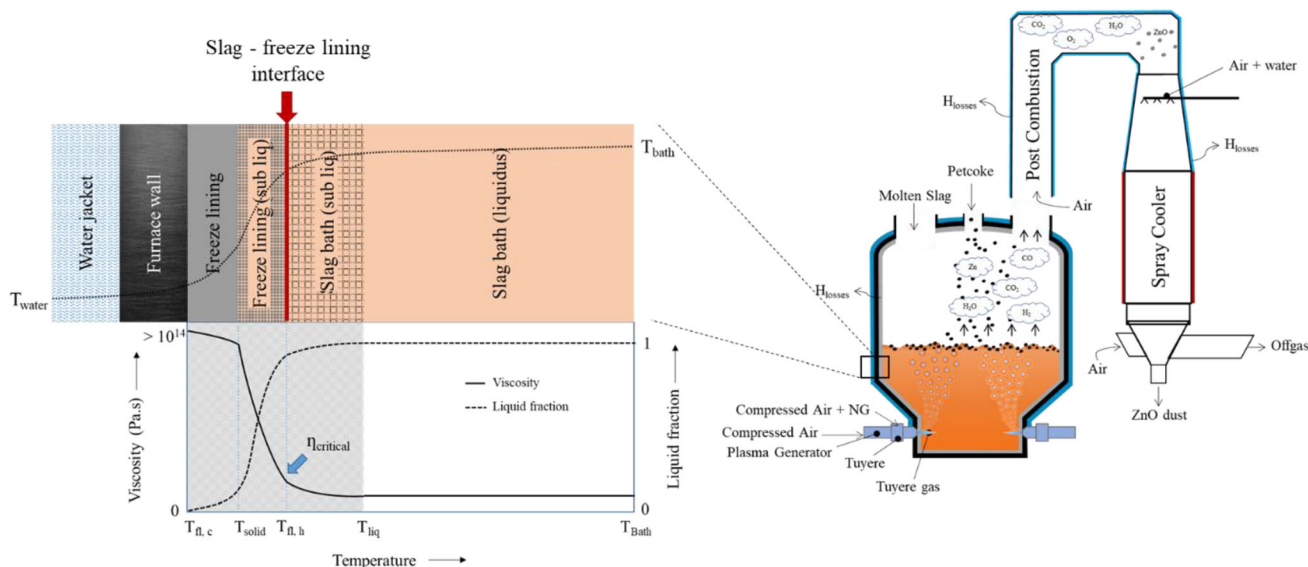 Slag - freeze lining
interface
Water jacket
Furnace wall
Freeze lining
Freeze lining (sub liq)
Slag bath (sub liq)
Slag bath (liquidus)
T_water
T_bath
> 10^14
Viscosity (Pa.s)
0
Viscosity
Liquid fraction
η_critical
1
Liquid fraction
0
T_fl, c
T_solid
T_fl, h
T_liq
T_Bath
Temperature
CO₂
O₂
H₂O
ZnO
Air + water
H_losses
Post Combustion
H_losses
Petcoke
Molten Slag
Air
Spray Cooler
Zn
CO
CO₂
H₂O
H₂
H_losses
Air
Offgas
ZnO dust
Compressed Air + NG
Compressed Air
Plasma Generator
Tuyere
Tuyere gas